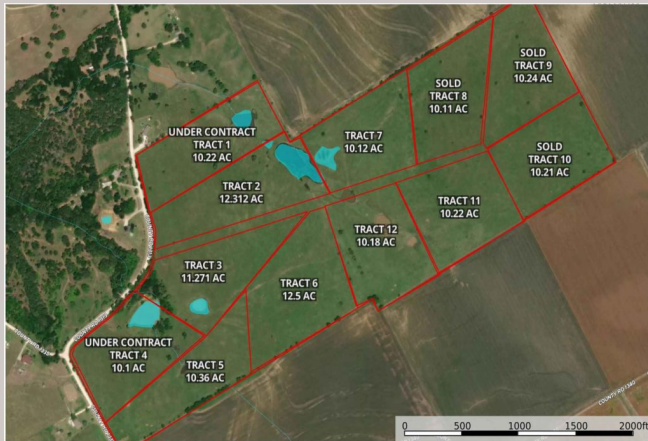 SOLD
TRACT 9
10.24 AC
SOLD
TRACT 8
10.11 AC
UNDER CONTRACT
TRACT 1
10.22 AC
TRACT 7
10.12 AC
SOLD
TRACT 10
10.21 AC
TRACT 2
12.312 AC
TRACT 11
10.22 AC
TRACT 12
10.18 AC
TRACT 3
11.271 AC
TRACT 6
12.5 AC
UNDER CONTRACT
TRACT 4
10.1 AC
TRACT 5
10.36 AC
0 500 1000 1500 2000ft